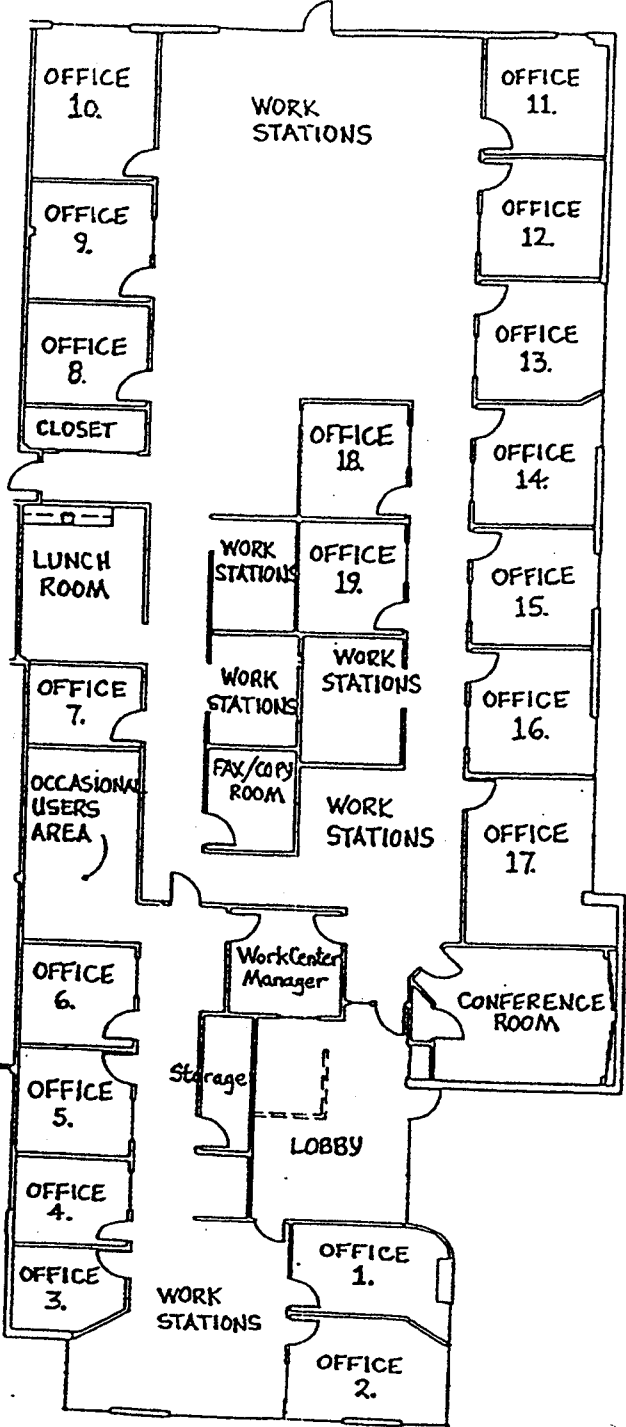 OFFICE
10.
WORK
STATIONS
OFFICE
11.
OFFICE
9.
OFFICE
12.
OFFICE
8.
OFFICE
13.
CLOSET
OFFICE
18.
OFFICE
14.
LUNCH
ROOM
WORK
STATIONS
OFFICE
19.
OFFICE
15.
OFFICE
7.
WORK
STATIONS
WORK
STATIONS
OFFICE
16.
OCCASIONAL
USERS
AREA
FAX/COPY
ROOM
WORK
STATIONS
OFFICE
17.
OFFICE
6.
WorkCenter
Manager
CONFERENCE
ROOM
OFFICE
5.
Storage
LOBBY
OFFICE
4.
OFFICE
3.
WORK
STATIONS
OFFICE
1.
OFFICE
2.